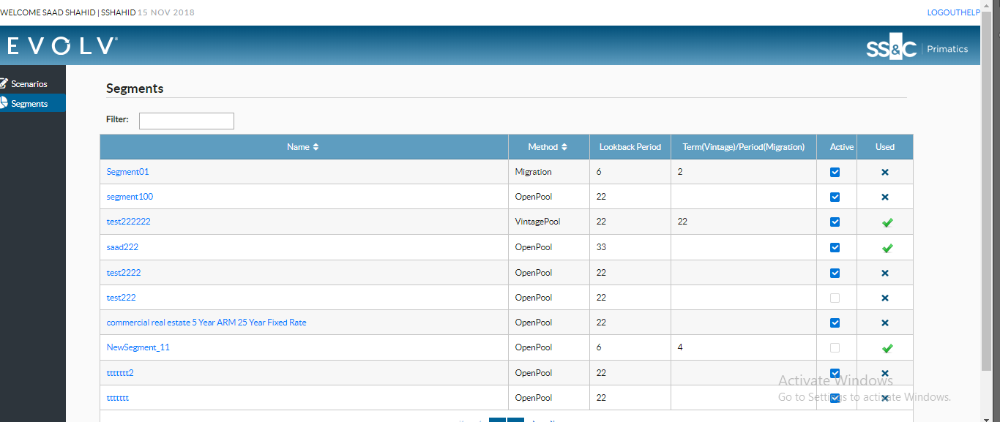 WELCOME SAAD SHAHID | SSHAHID 15 NOV 2018 LOGOUTHELP
EVOLV® SS&C | Primatics
Scenarios
Segments
Segments
Filter:
Name Method Lookback Period Term(Vintage)/Period(Migration) Active Used
Segment01 Migration 6 2
segment100 OpenPool 22
test222222 VintagePool 22 22
saad222 OpenPool 33
test2222 OpenPool 22
test222 OpenPool 22
commercial real estate 5 Year ARM 25 Year Fixed Rate OpenPool 22
NewSegment_11 OpenPool 6 4
ttttttt2 OpenPool 22
ttttttt OpenPool 22
Activate Windows
Go to Settings to activate Windows.